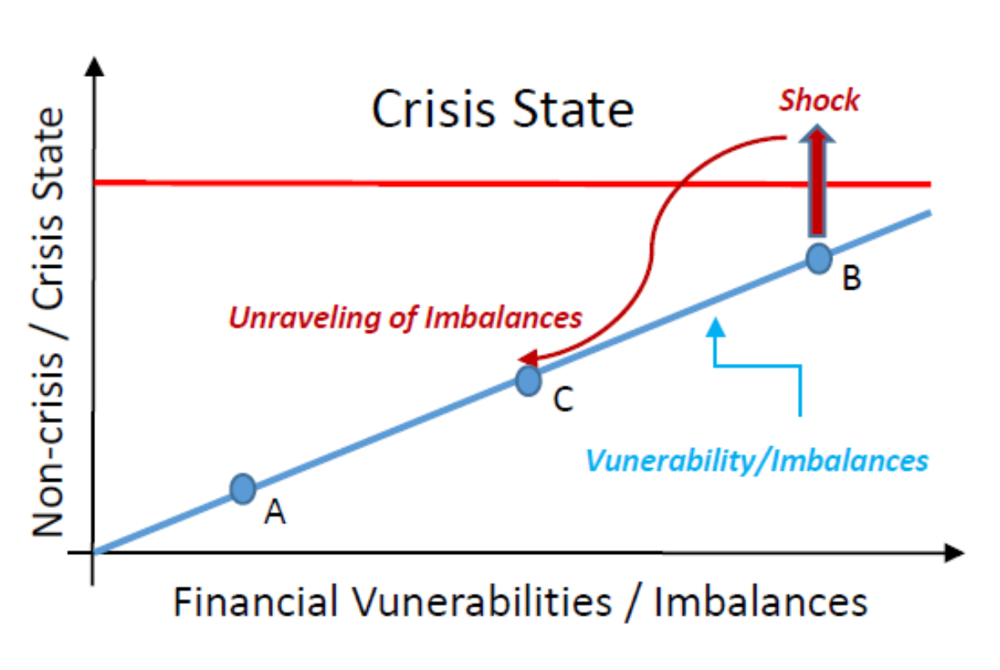 Crisis State
Shock
Non-crisis / Crisis State
B
Unraveling of Imbalances
C
Vunerability/Imbalances
A
Financial Vunerabilities / Imbalances